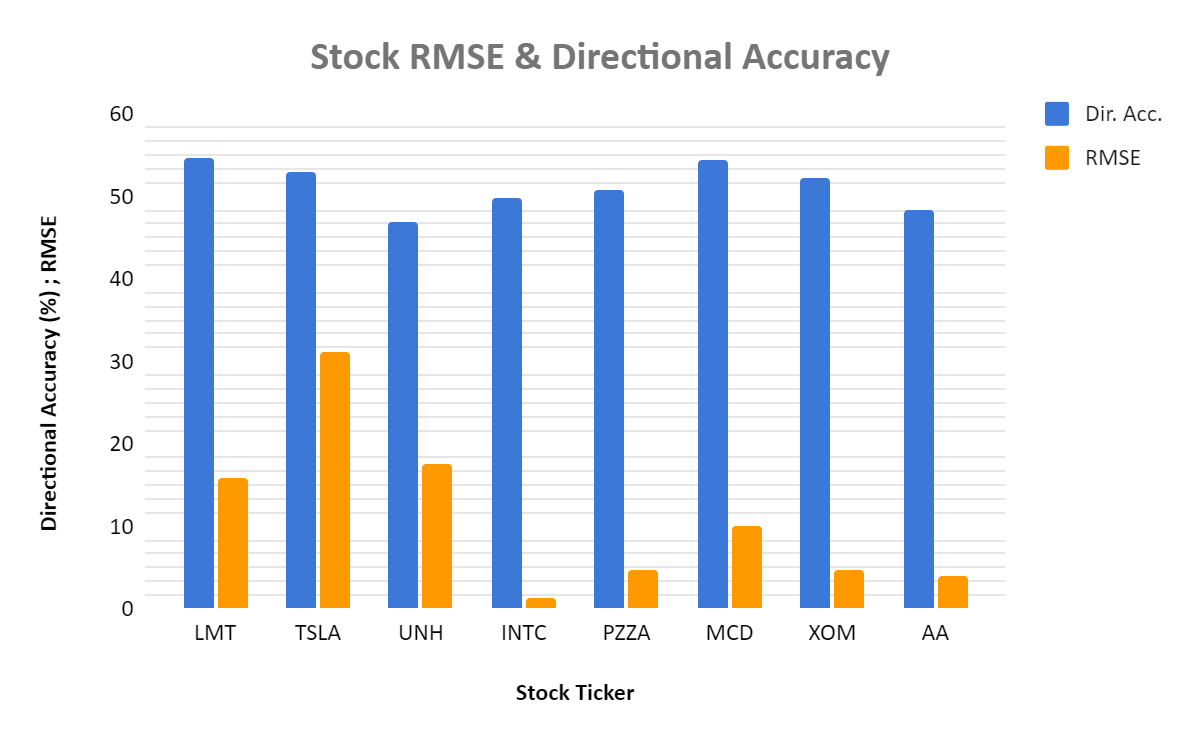 Stock RMSE & Directional Accuracy
Dir. Acc.
RMSE
Directional Accuracy (%) ; RMSE
60
50
40
30
20
10
0
LMT TSLA UNH INTC PZZA MCD XOM AA
Stock Ticker